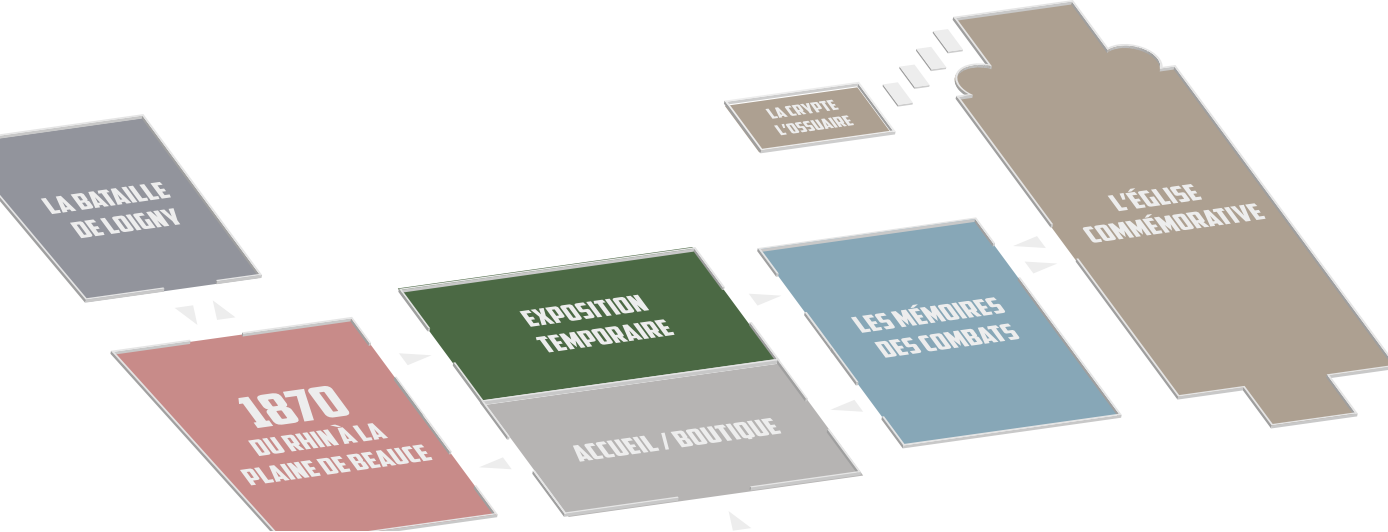 LA CRYPTE
L'OSSUAIRE
LA BATAILLE
DE LOIGNY
L'ÉGLISE
COMMÉMORATIVE
EXPOSITION
TEMPORAIRE
LES MÉMOIRES
DES COMBATS
1870
DU RHIN À LA
PLAINE DE BEAUCE
ACCUEIL / BOUTIQUE